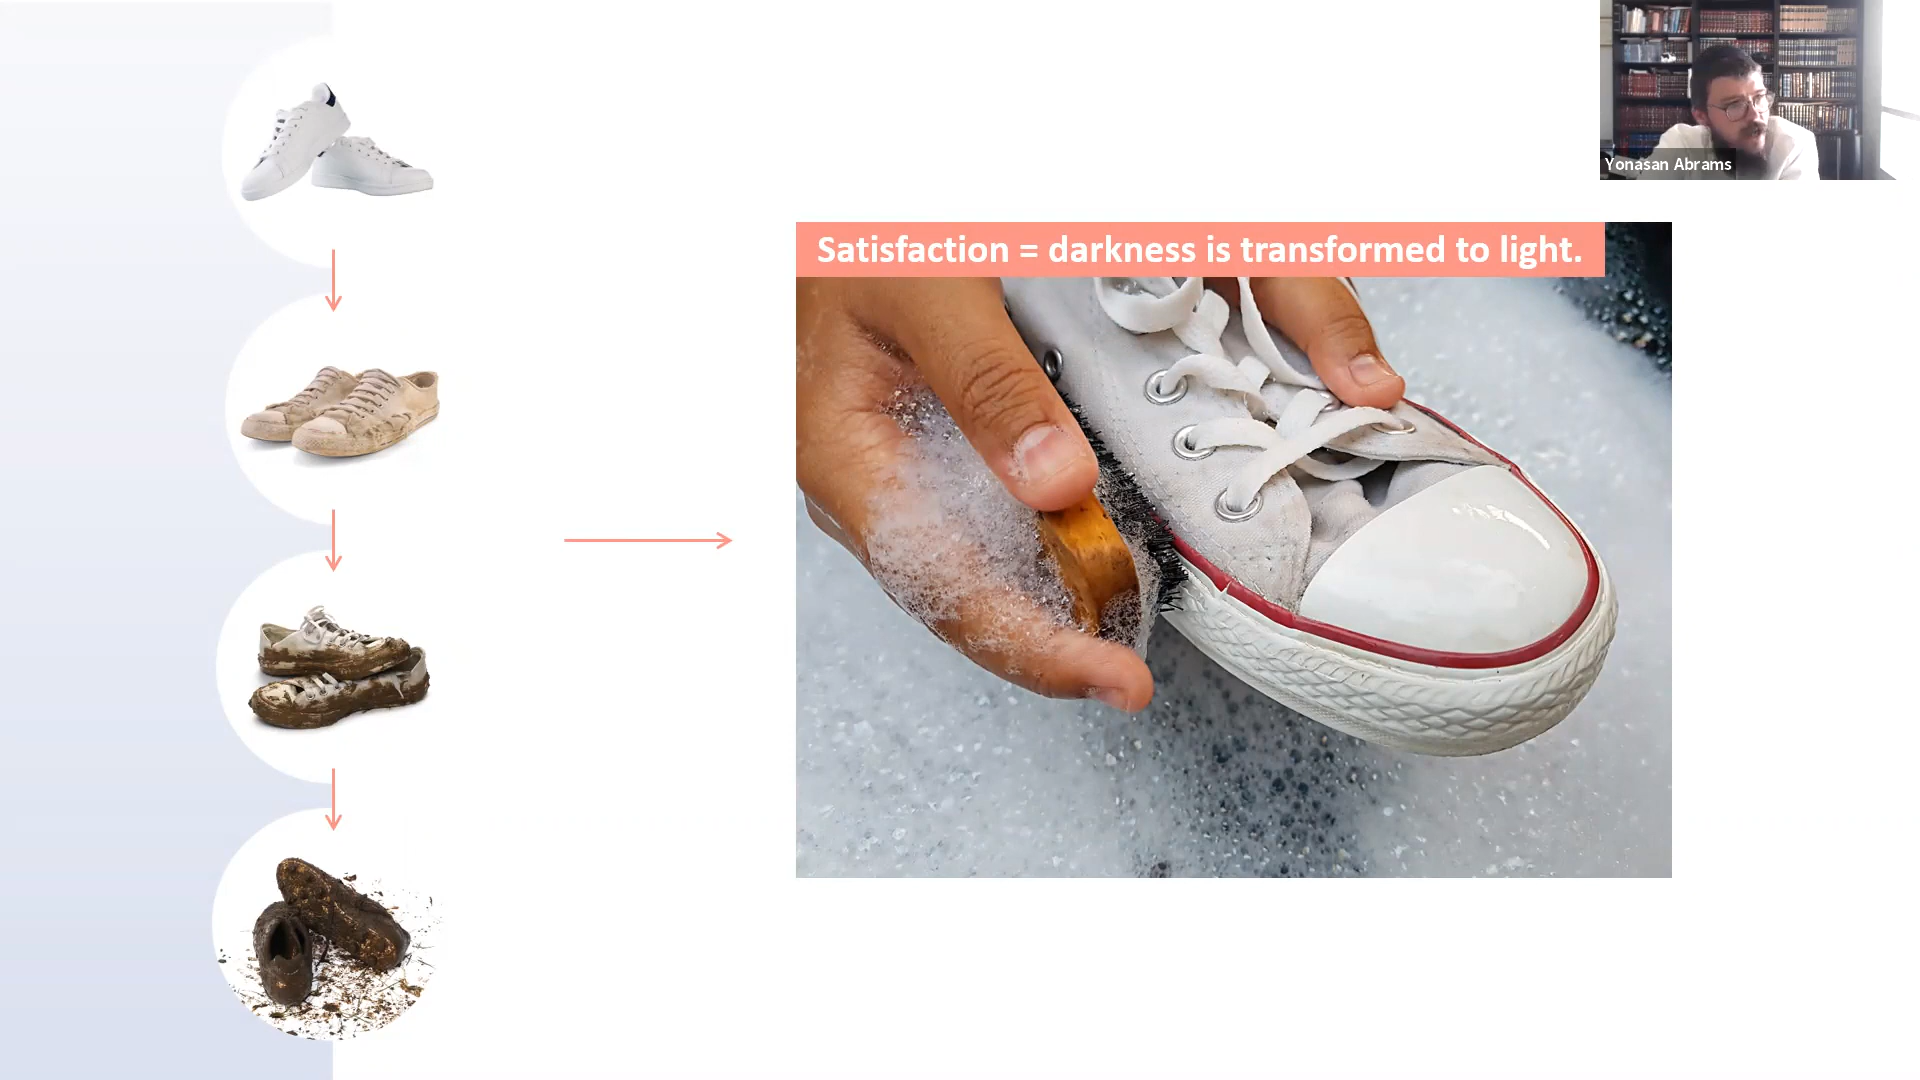 Yonasan Abrams
Satisfaction = darkness is transformed to light.